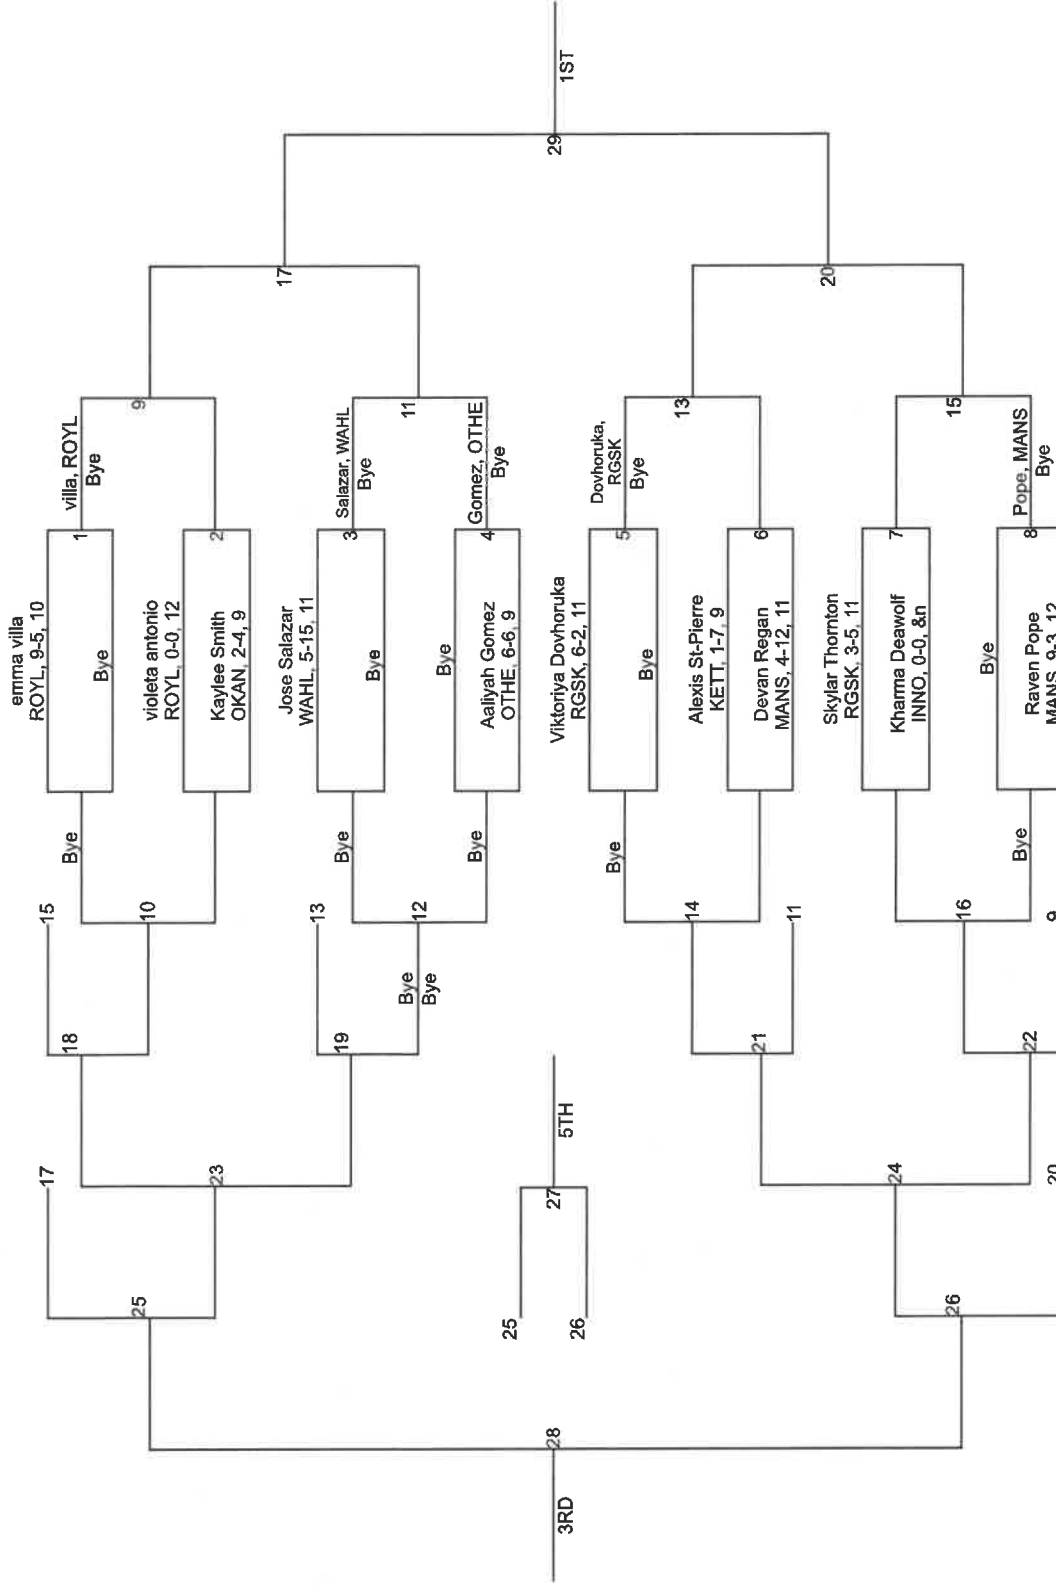 emma villa
ROYL, 9-5, 10
1
villa, ROYL
Bye
Bye
Bye
violeta antonio
ROYL, 0-0, 12
2
Kaylee Smith
OKAN, 2-4, 9
9
10
15
18
17
Jose Salazar
WAHL, 5-15, 11
3
Salazar, WAHL
Bye
Bye
Bye
Bye
4
Gomez, OTHE
Bye
Aaliyah Gomez
OTHE, 6-6, 9
Bye
11
12
13
Bye
Bye
19
17
23
25
29
1ST
Viktoriya Dovhoruka
RGSK, 6-2, 11
5
Dovhoruka,
RGSK
Bye
Bye
Bye
Alexis St-Pierre
KETT, 1-7, 9
6
Devan Regan
MANS, 4-12, 11
13
14
11
21
20
5TH
27
25
26
28
3RD
Skylar Thornton
RGSK, 3-5, 11
7
Kharma Deawolf
INNO, 0-0, &n
15
16
Bye
8
Pope, MANS
Bye
Raven Pope
MANS, 9-3, 12
Bye
22
24
26
9
20